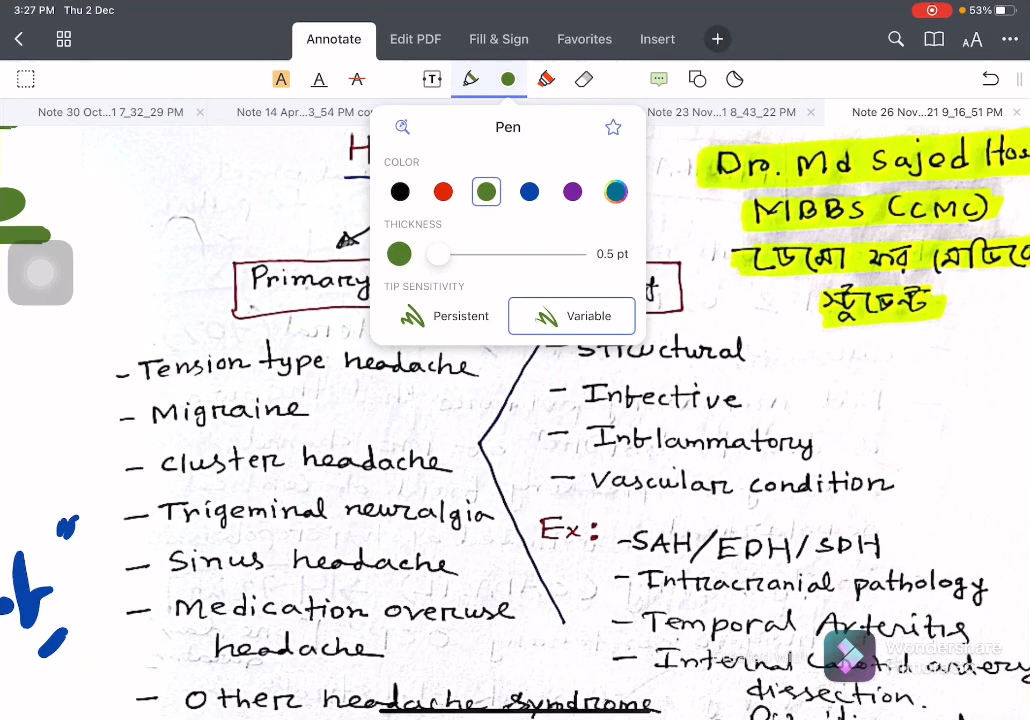 3:27 PM Thu 2 Dec 53%
Annotate Edit PDF Fill & Sign Favorites Insert
Note 30 Oct...1 7_32_29 PM Note 14 Apr...3_54 PM Note 23 Nov...1 8_43_22 PM Note 26 Nov...21 9_16_51 PM
Pen
COLOR
THICKNESS
0.5 pt
TIP SENSITIVITY
Persistent Variable
H
Dr. Md Sajed
MBBS (CMC)
ডেমো ফর
স্টুডেন্ট
Primary
- Tension type headache
- Migraine
- Cluster headache
- Trigeminal neuralgia
- Sinus headache
- Medication overuse
headache
- Other headache syndrome
- Structural
- Infective
- Inflammatory
- Vascular condition
Ex:
- SAH/EDH/SDH
- Intracranial pathology
- Temporal Arteritis
- Internal Carotid artery
dissection.
Wondershare